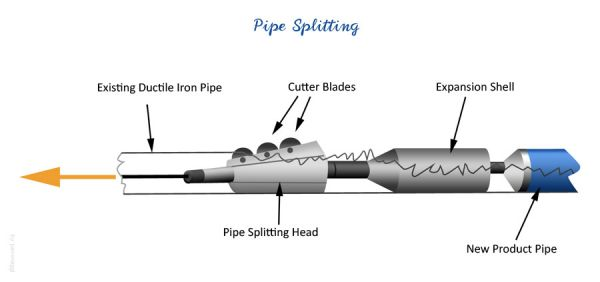 Pipe Splitting
Existing Ductile Iron Pipe
Cutter Blades
Expansion Shell
Pipe Splitting Head
New Product Pipe